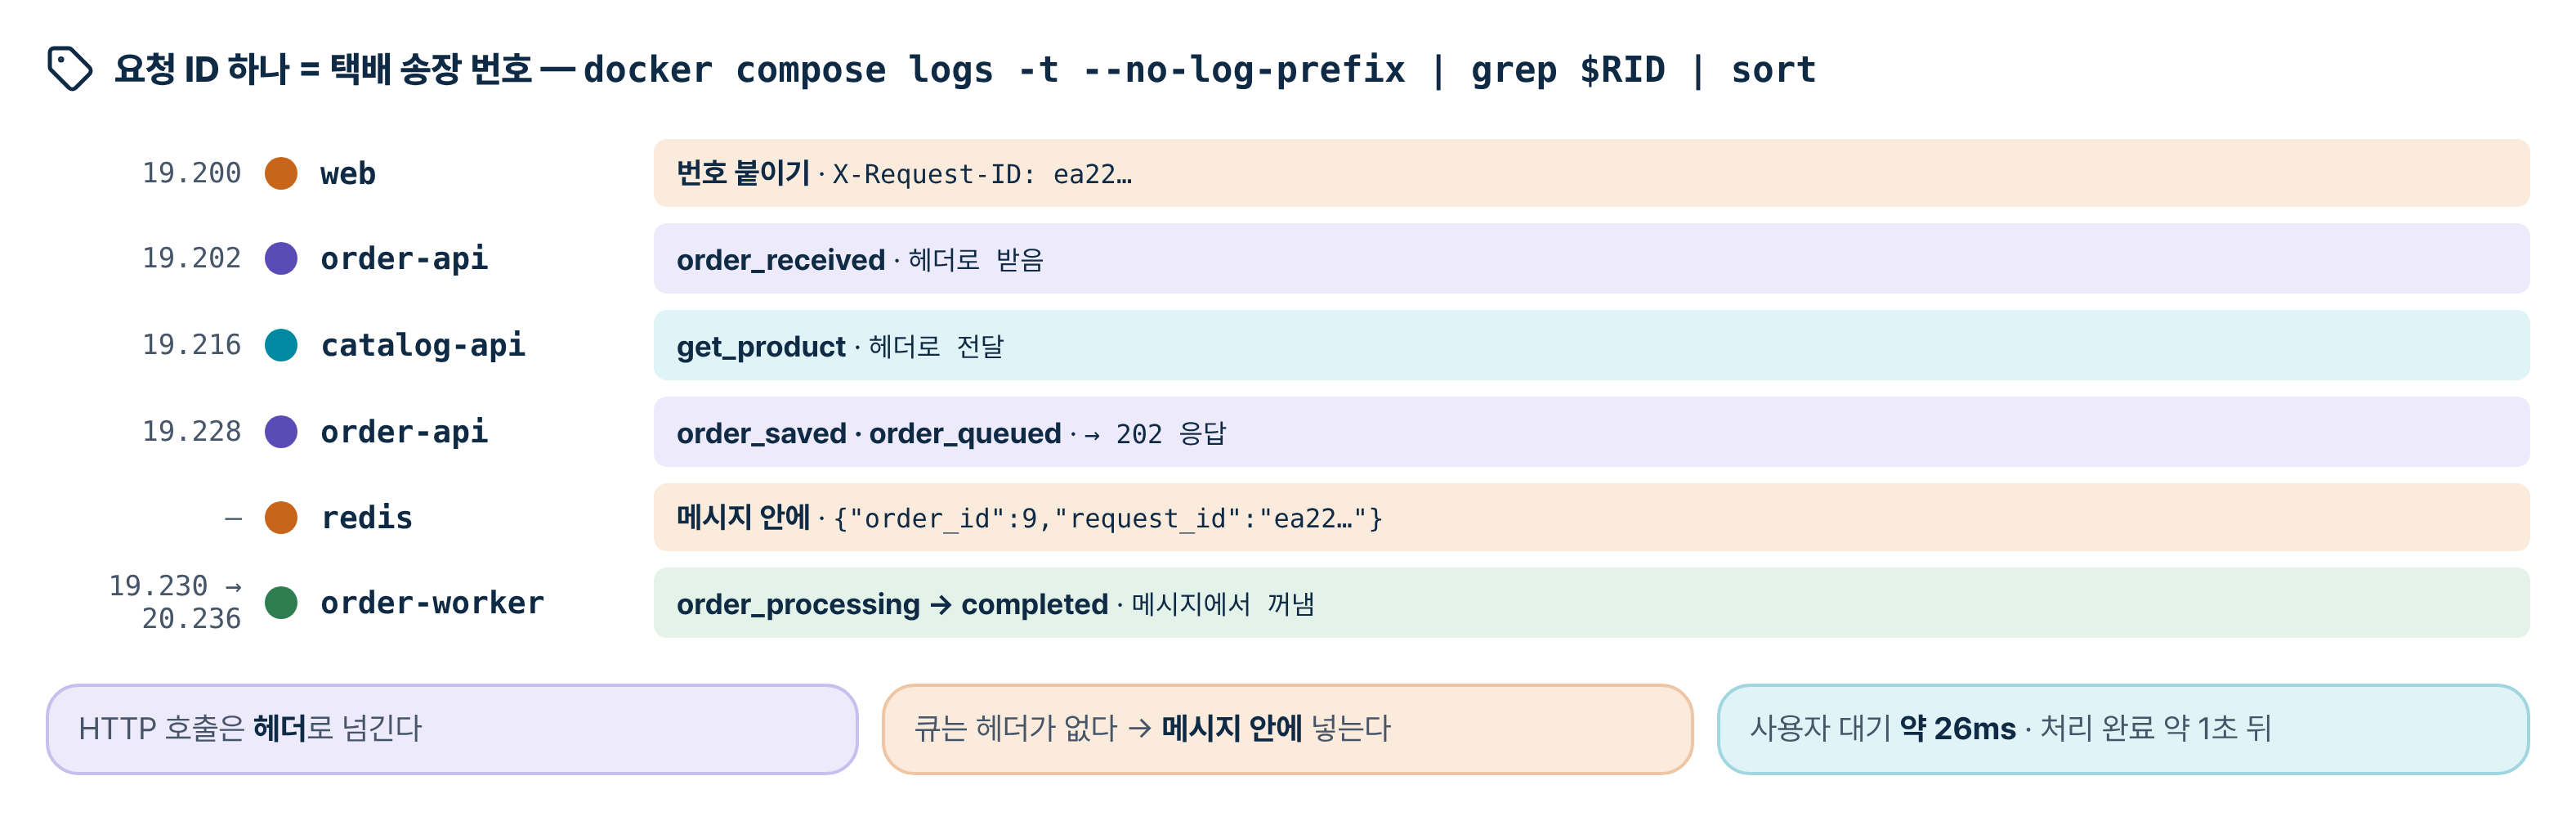 요청 ID 하나 = 택배 송장 번호 — docker compose logs -t --no-log-prefix | grep $RID | sort
19.200 web 번호 붙이기 · X-Request-ID: ea22…
19.202 order-api order_received · 헤더로 받음
19.216 catalog-api get_product · 헤더로 전달
19.228 order-api order_saved · order_queued · → 202 응답
— redis 메시지 안에 · {"order_id":9,"request_id":"ea22…"}
19.230 →
20.236 order-worker order_processing → completed · 메시지에서 꺼냄
HTTP 호출은 헤더로 넘긴다
큐는 헤더가 없다 → 메시지 안에 넣는다
사용자 대기 약 26ms · 처리 완료 약 1초 뒤